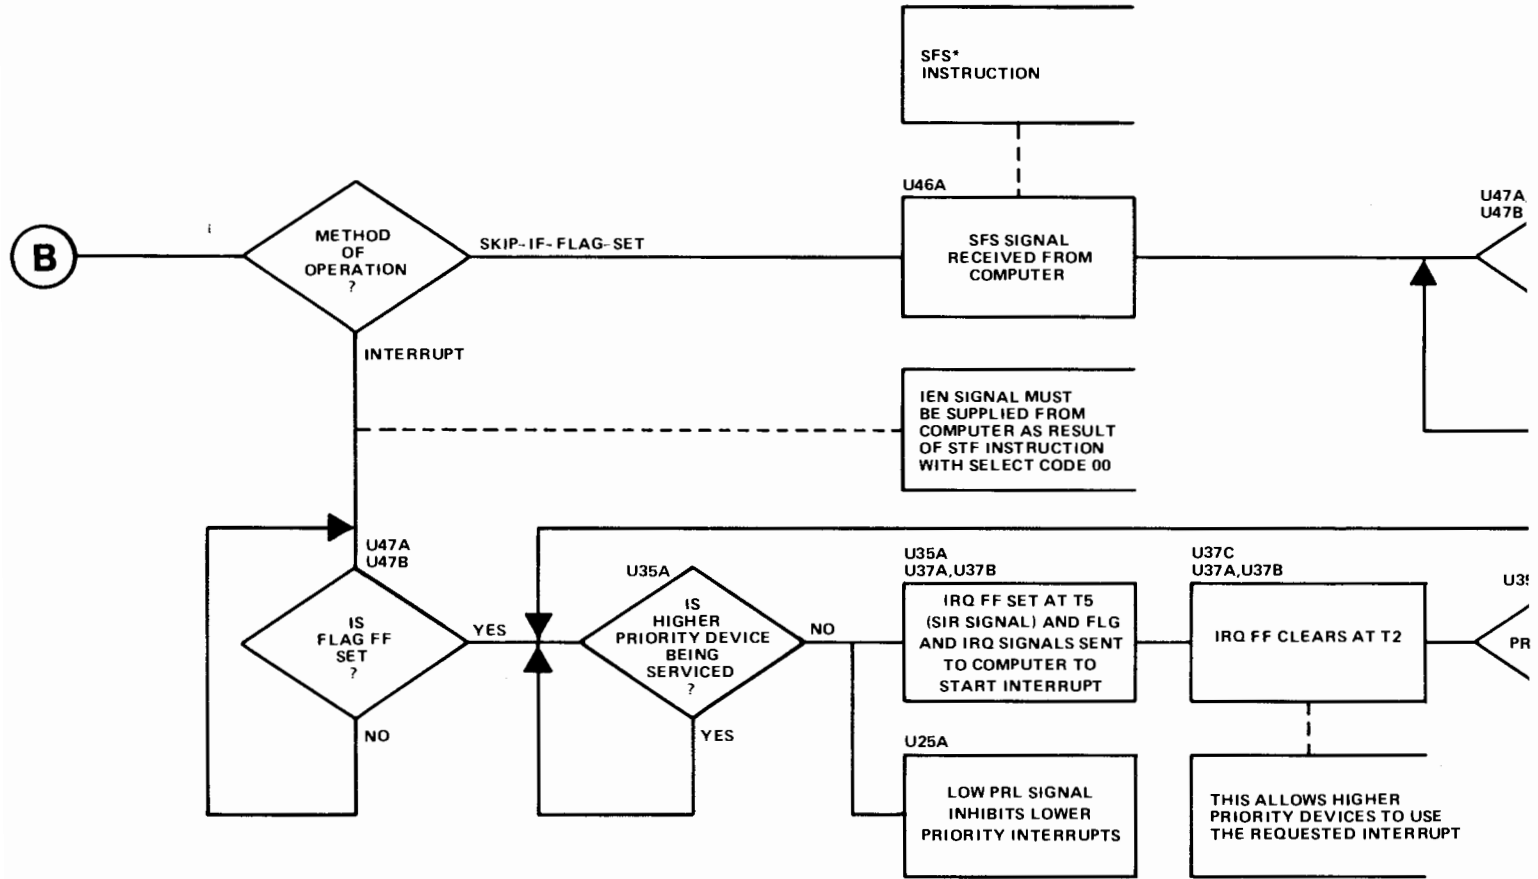 SFS*
INSTRUCTION
U46A
U47A
U47B
B
METHOD
OF
OPERATION
?
SKIP-IF-FLAG-SET
SFS SIGNAL
RECEIVED FROM
COMPUTER
INTERRUPT
IEN SIGNAL MUST
BE SUPPLIED FROM
COMPUTER AS RESULT
OF STF INSTRUCTION
WITH SELECT CODE 00
U47A
U47B
IS
FLAG FF
SET
?
YES
NO
U35A
IS
HIGHER
PRIORITY DEVICE
BEING
SERVICED
?
NO
YES
U35A
U37A,U37B
IRQ FF SET AT T5
(SIR SIGNAL) AND FLG
AND IRQ SIGNALS SENT
TO COMPUTER TO
START INTERRUPT
U37C
U37A,U37B
IRQ FF CLEARS AT T2
U25A
LOW PRL SIGNAL
INHIBITS LOWER
PRIORITY INTERRUPTS
THIS ALLOWS HIGHER
PRIORITY DEVICES TO USE
THE REQUESTED INTERRUPT
U35
PR